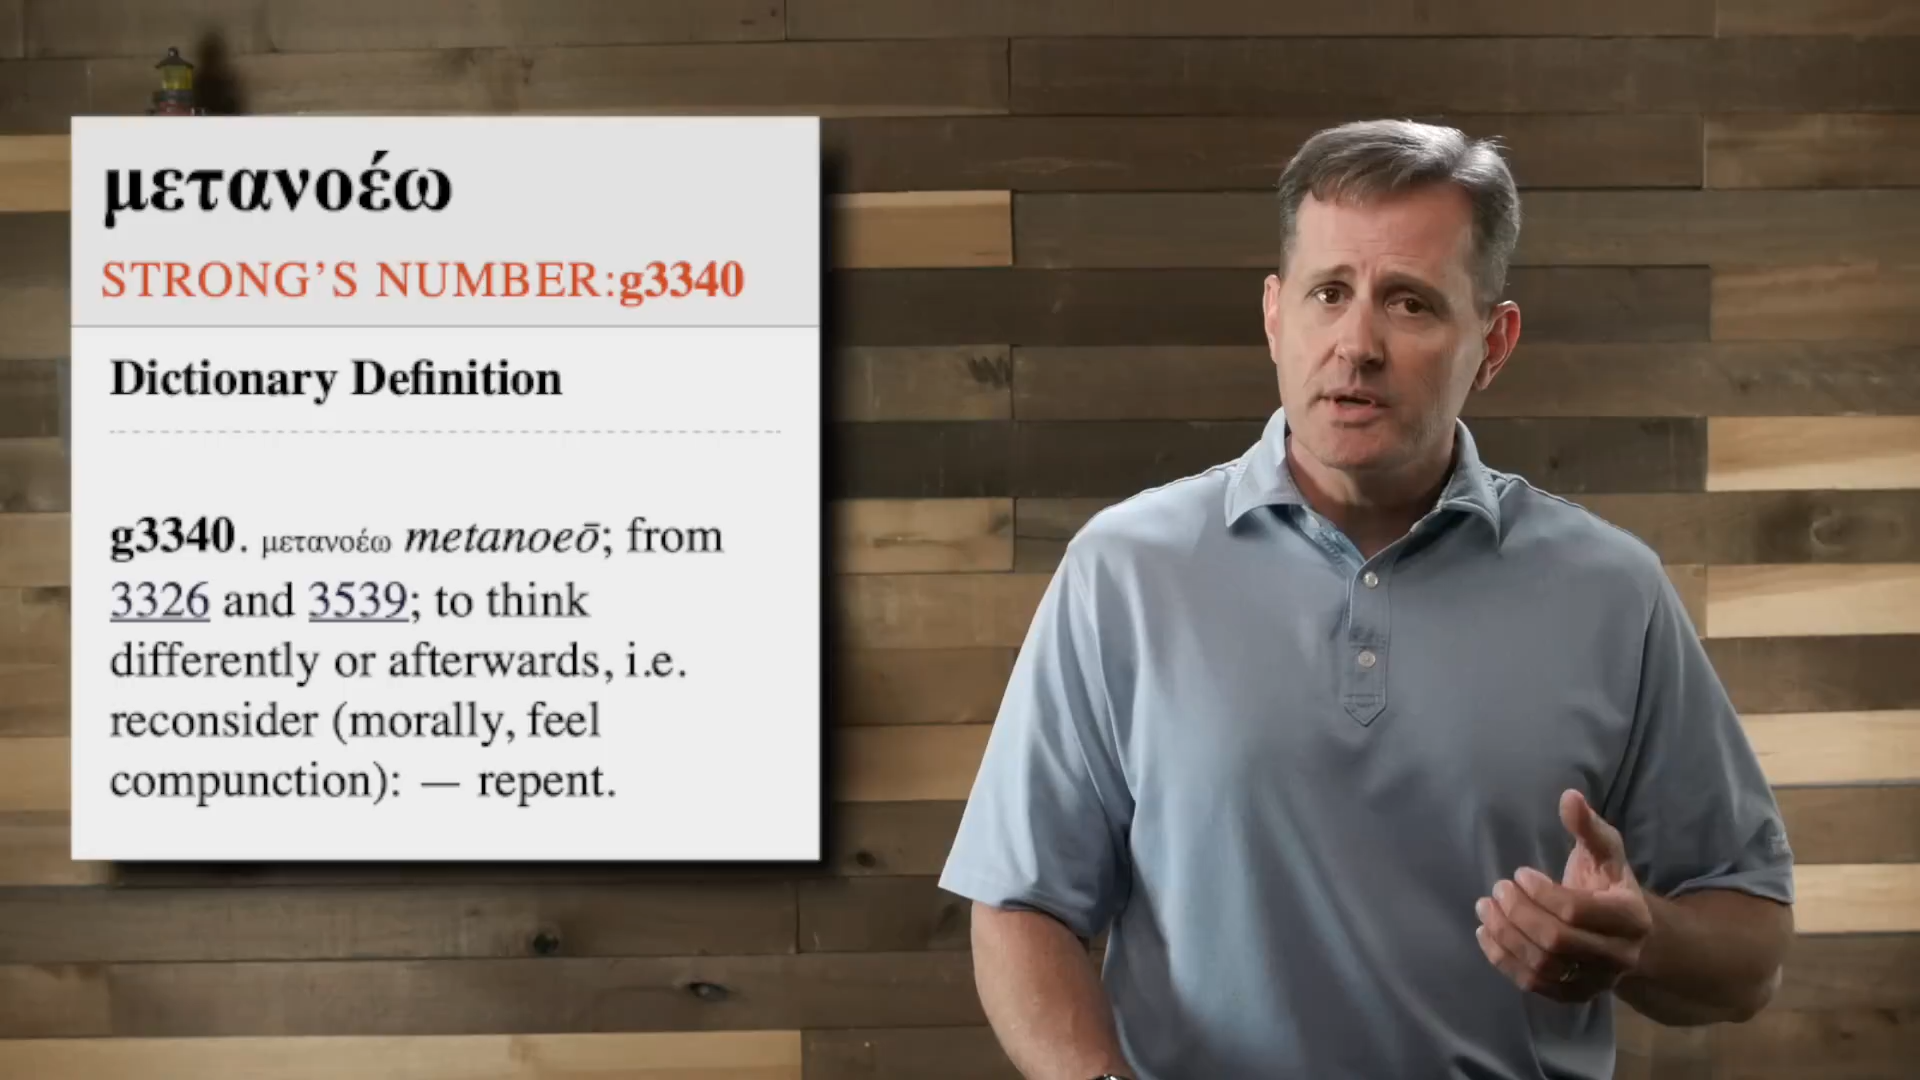 μετανοέω
STRONG’S NUMBER:g3340
Dictionary Definition
g3340. μετανοέω metanoeō; from
3326 and 3539; to think
differently or afterwards, i.e.
reconsider (morally, feel
compunction): — repent.